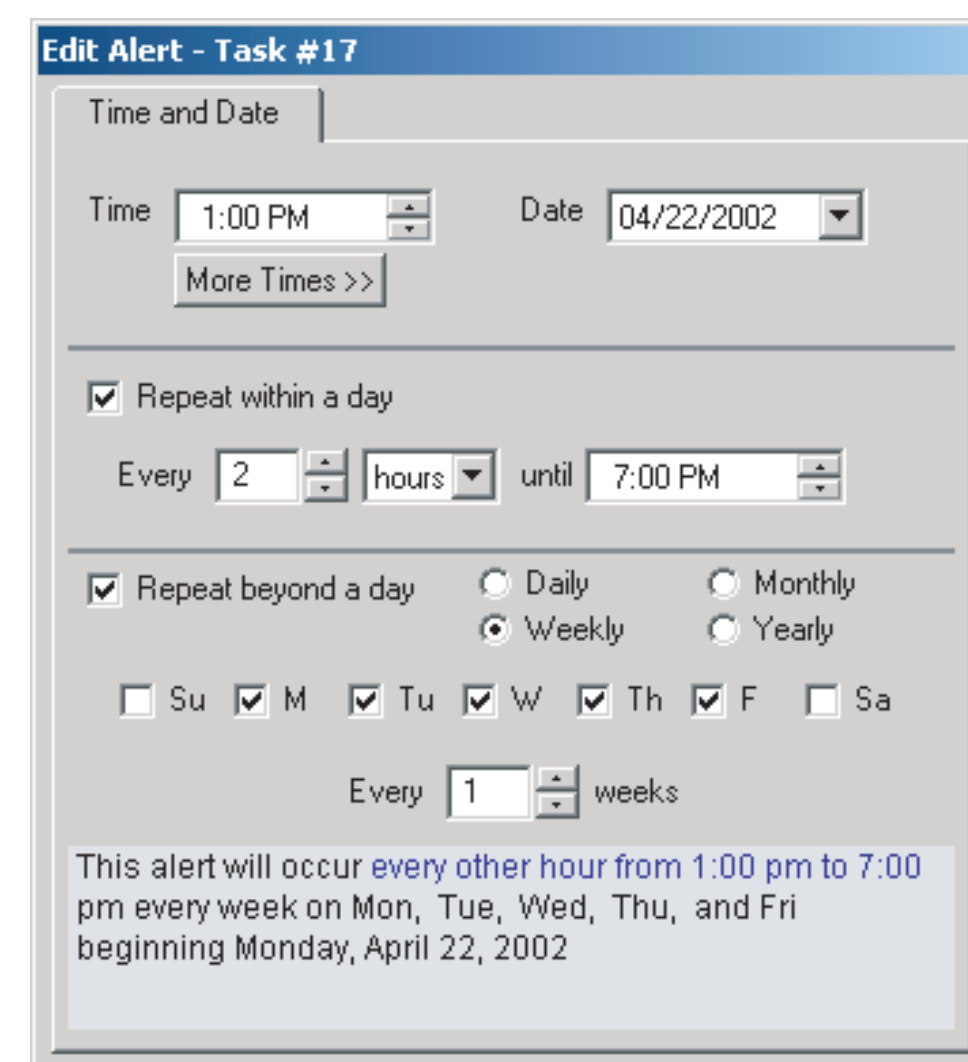 Edit Alert - Task #17
Time and Date
Time 1:00 PM Date 04/22/2002
More Times >>
Repeat within a day
Every 2 hours until 7:00 PM
Repeat beyond a day Daily Monthly
Weekly Yearly
Su M Tu W Th F Sa
Every 1 weeks
This alert will occur every other hour from 1:00 pm to 7:00
pm every week on Mon, Tue, Wed, Thu, and Fri
beginning Monday, April 22, 2002